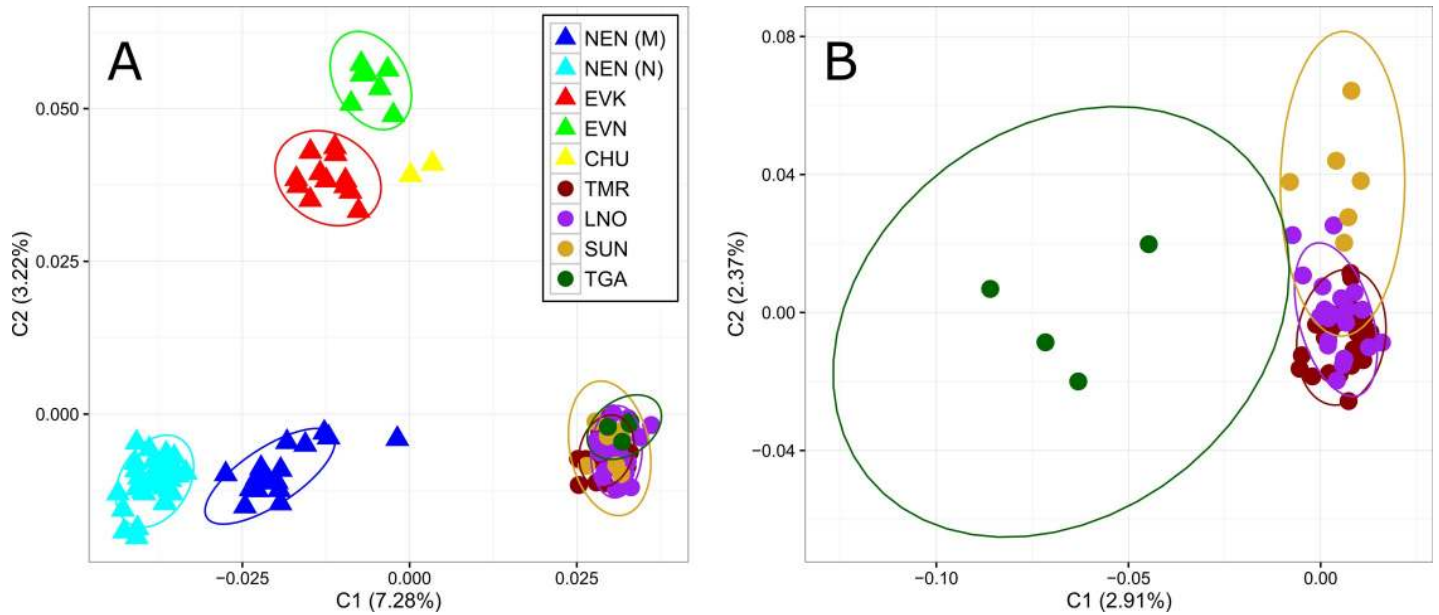 A
NEN (M)
NEN (N)
EVK
EVN
CHU
TMR
LNO
SUN
TGA
0.050
0.025
0.000
C2 (3.22%)
−0.025
0.000
0.025
C1 (7.28%)
B
0.08
0.04
0.00
−0.04
C2 (2.37%)
−0.10
−0.05
0.00
C1 (2.91%)